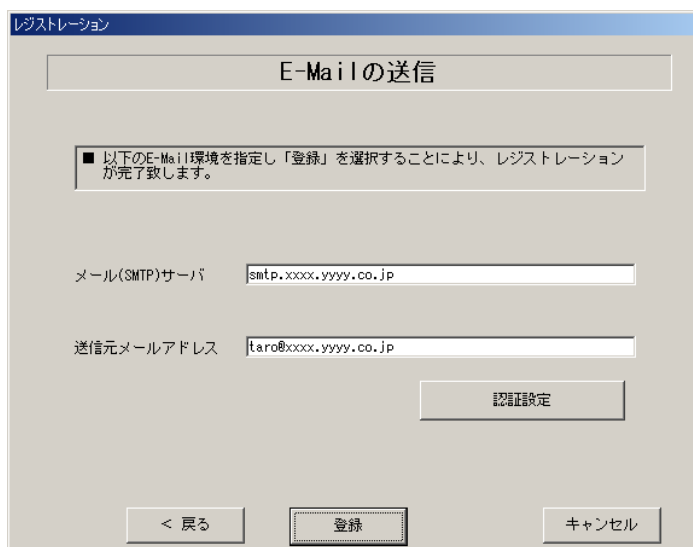 レジストレーション
E-Mailの送信
■ 以下のE-Mail環境を指定し「登録」を選択することにより、レジストレーション
が完了致します。
メール(SMTP)サーバ smtp.xxxx.yyyy.co.jp
送信元メールアドレス taro@xxxx.yyyy.co.jp
認証設定
< 戻る 登録 キャンセル